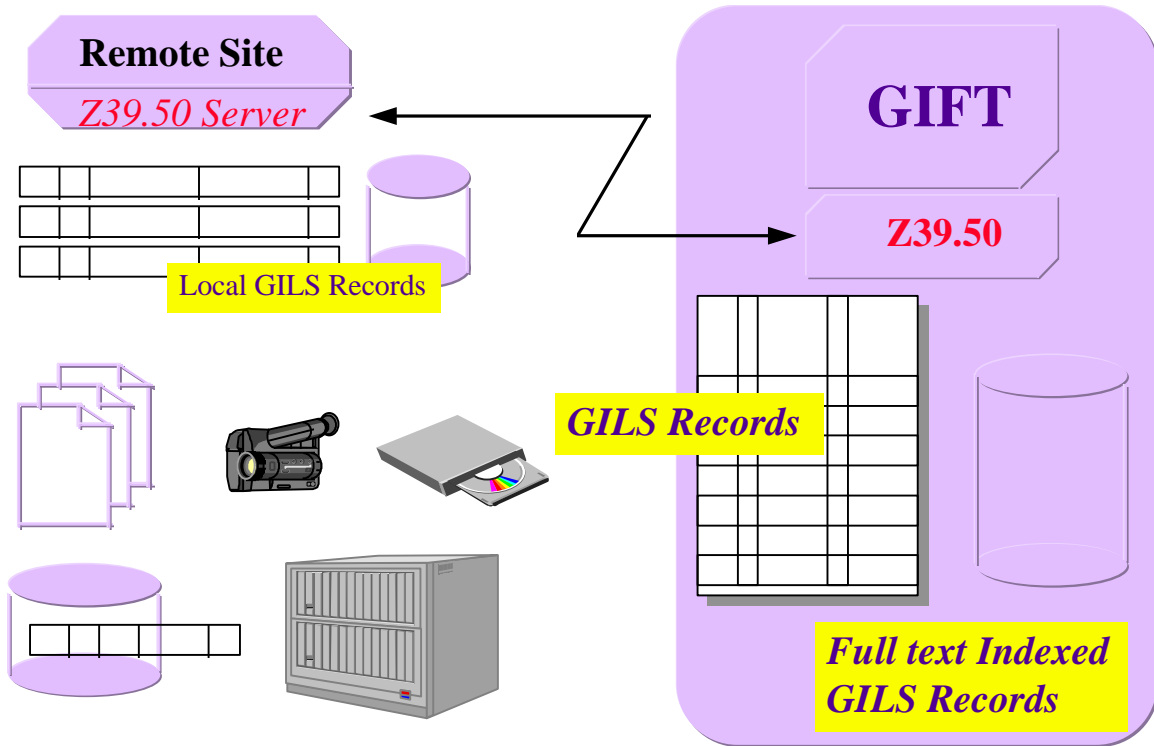 Remote Site
Z39.50 Server
Local GILS Records
GIFT
Z39.50
GILS Records
Full text Indexed
GILS Records